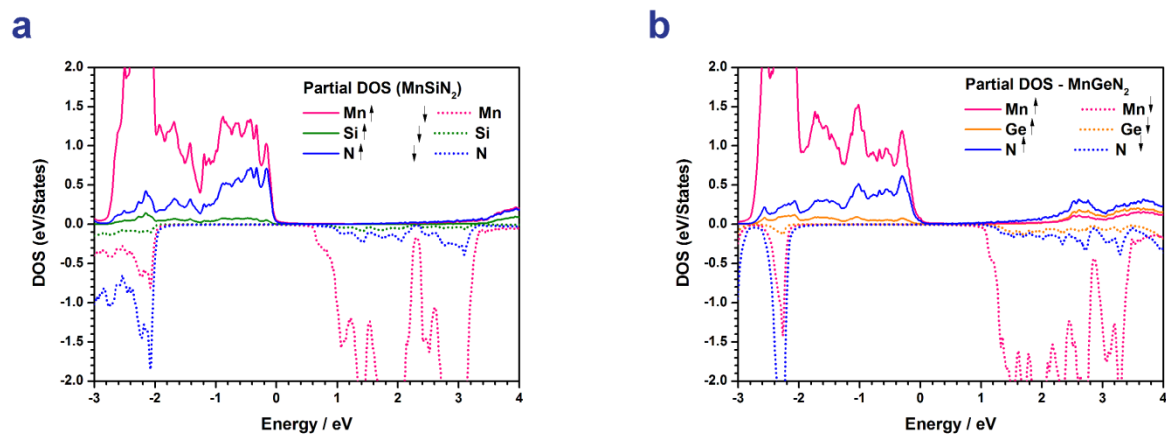 a
Partial DOS (MnSiN₂)
Mn↑ ↓ Mn
Si↑ ↓ Si
N↑ ↓ N
DOS (eV/States)
2.0
1.5
1.0
0.5
0.0
-0.5
-1.0
-1.5
-2.0
-3 -2 -1 0 1 2 3 4
Energy / eV
b
Partial DOS - MnGeN₂
Mn↑ Mn↓
Ge↑ Ge↓
N↑ N↓
DOS (eV/States)
2.0
1.5
1.0
0.5
0.0
-0.5
-1.0
-1.5
-2.0
-3 -2 -1 0 1 2 3 4
Energy / eV